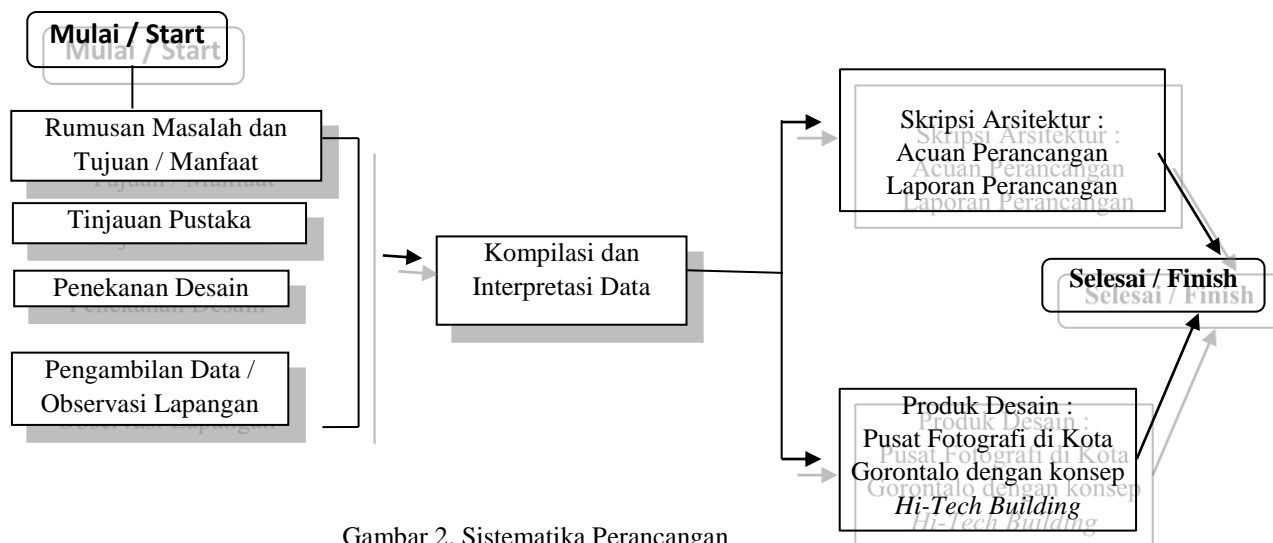 Mulai / Start
Rumusan Masalah dan
Tujuan / Manfaat
Tinjauan Pustaka
Penekanan Desain
Pengambilan Data /
Observasi Lapangan
Kompilasi dan
Interpretasi Data
Skripsi Arsitektur :
Acuan Perancangan
Laporan Perancangan
Produk Desain :
Pusat Fotografi di Kota
Gorontalo dengan konsep
Hi-Tech Building
Selesai / Finish
Gambar 2. Sistematika Perancangan